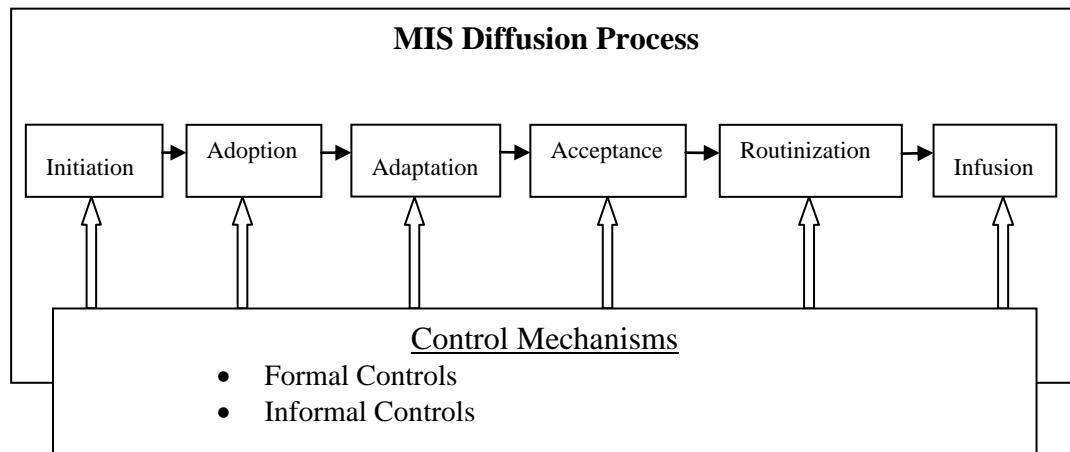 MIS Diffusion Process
Initiation
Adoption
Adaptation
Acceptance
Routinization
Infusion
Control Mechanisms
• Formal Controls
• Informal Controls